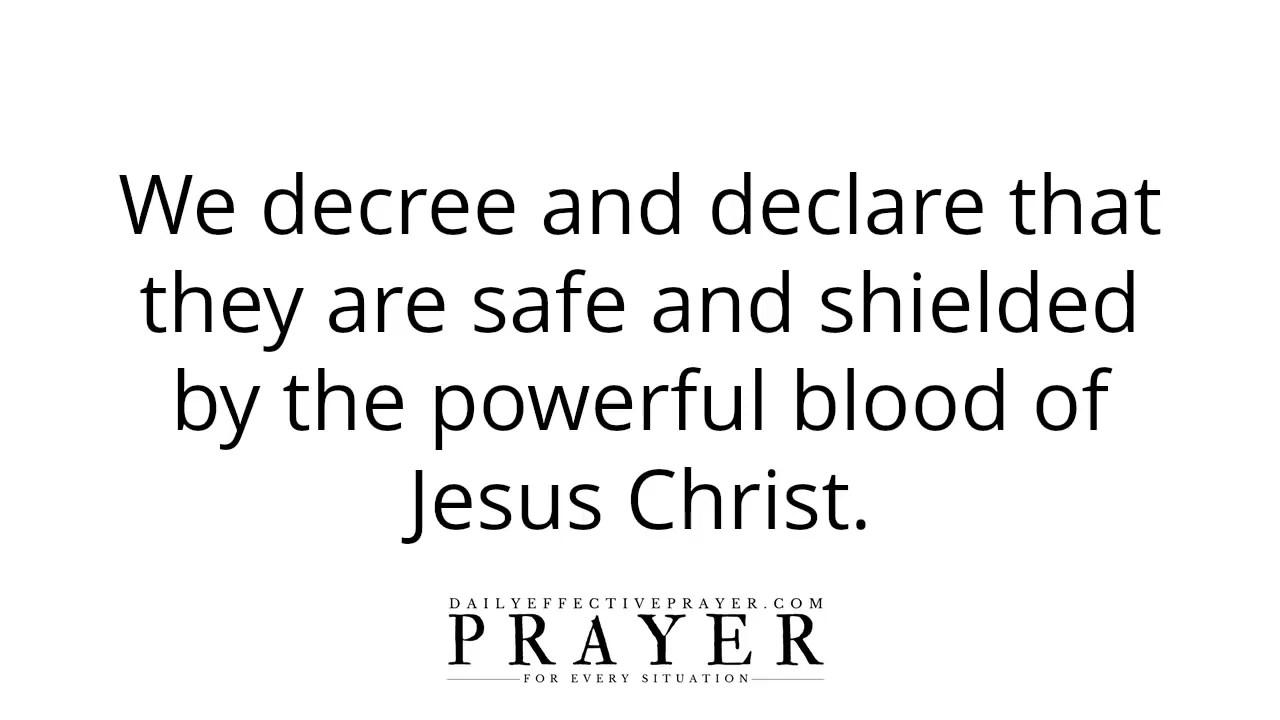 We decree and declare that
they are safe and shielded
by the powerful blood of
Jesus Christ.
DAILYEFFECTIVEPRAYER.COM
PRAYER
FOR EVERY SITUATION